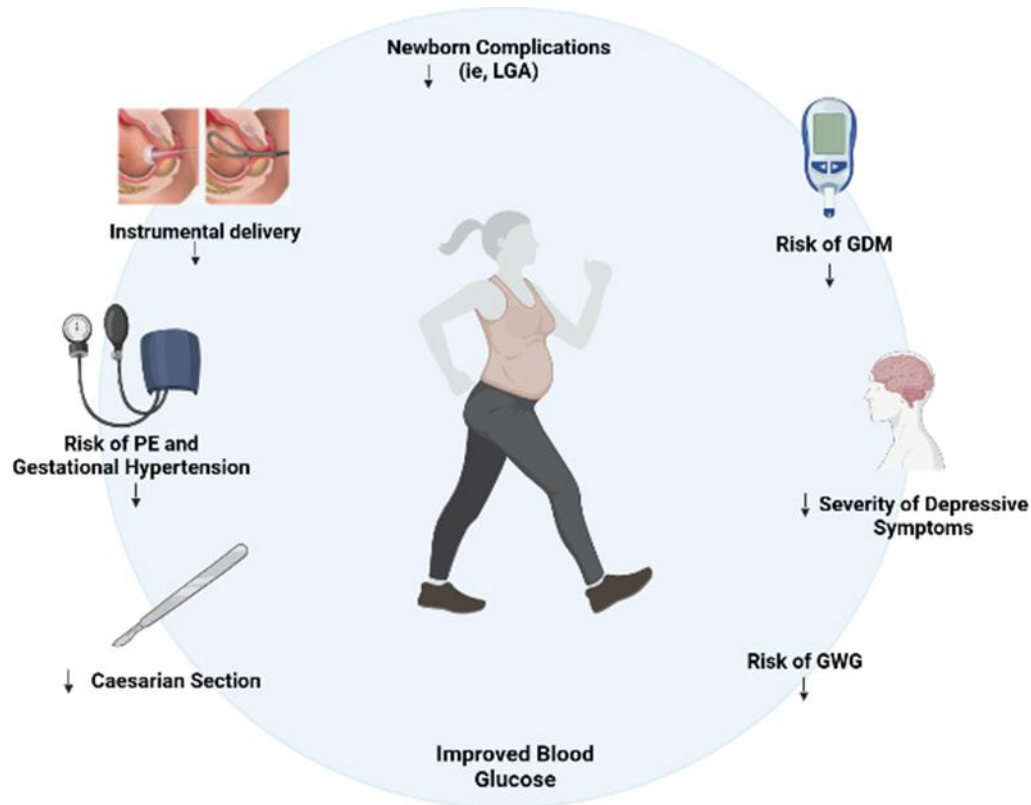 Newborn Complications
↓ (ie, LGA)
Instrumental delivery
↓
Risk of GDM
↓
Risk of PE and
Gestational Hypertension
↓
↓ Severity of Depressive
Symptoms
↓ Caesarian Section
Risk of GWG
↓
Improved Blood
Glucose